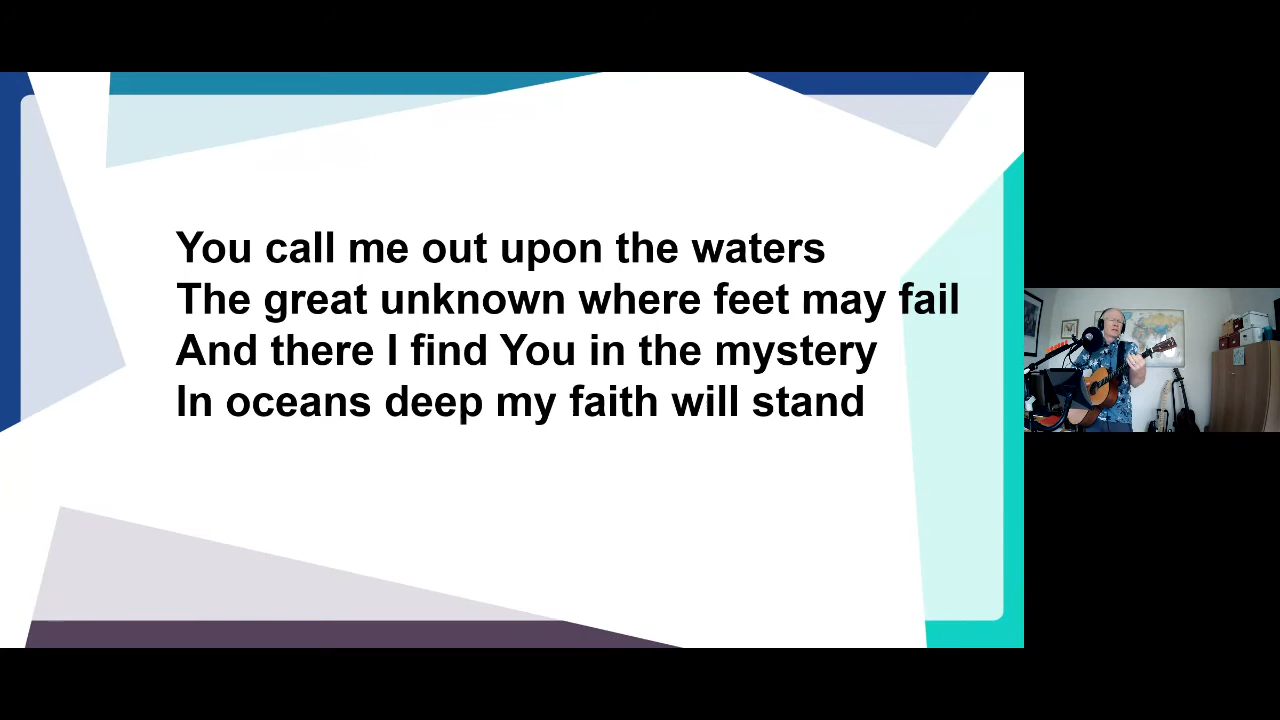 You call me out upon the waters
The great unknown where feet may fail
And there I find You in the mystery
In oceans deep my faith will stand